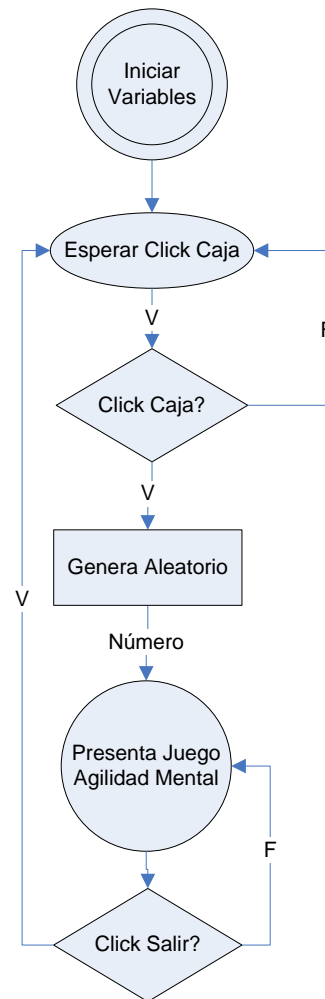 Iniciar
Variables
Esperar Click Caja
V
F
Click Caja?
V
Genera Aleatorio
V
Número
Presenta Juego
Agilidad Mental
F
Click Salir?